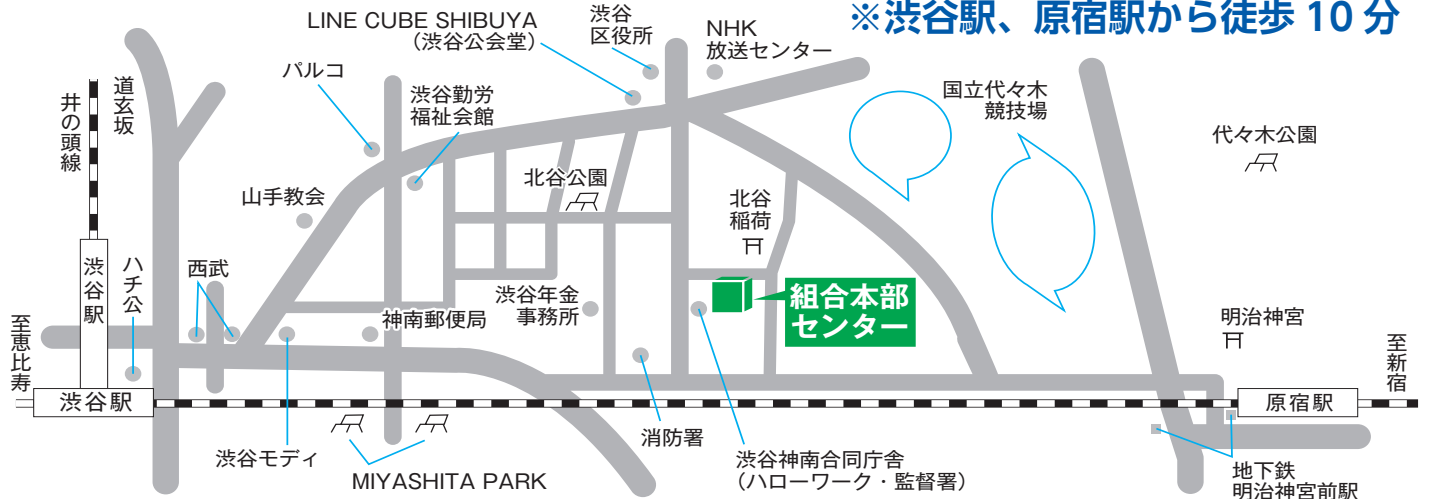 ※渋谷駅、原宿駅から徒歩 10 分
LINE CUBE SHIBUYA
（渋谷公会堂）
渋谷
区役所
NHK
放送センター
パルコ
渋谷勤労
福祉会館
道玄坂
井の頭線
国立代々木
競技場
代々木公園
山手教会
北谷公園
北谷
稲荷
渋谷駅
ハチ公
西武
渋谷年金
事務所
神南郵便局
組合本部
センター
明治神宮
至恵比寿
至新宿
渋谷駅
原宿駅
渋谷モディ
MIYASHITA PARK
消防署
渋谷神南合同庁舎
（ハローワーク・監督署）
地下鉄
明治神宮前駅